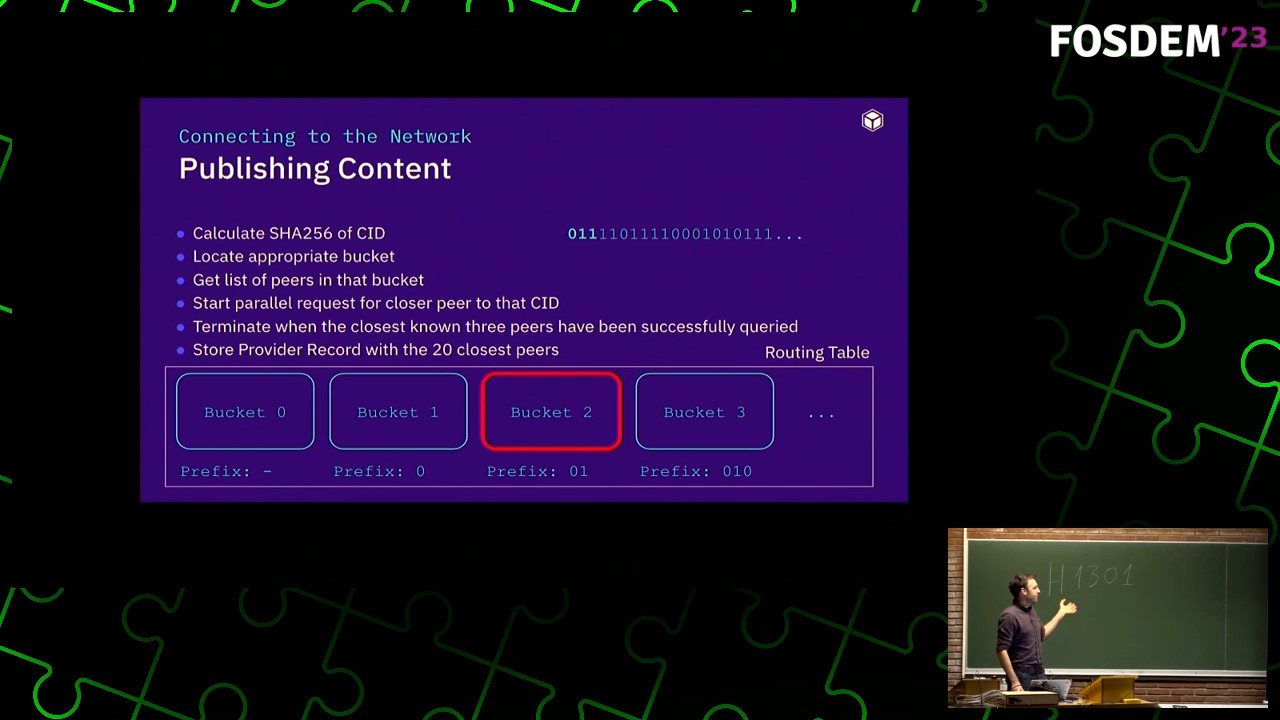 FOSDEM'23
Connecting to the Network
Publishing Content
Calculate SHA256 of CID
01111011110001010111...
Locate appropriate bucket
Get list of peers in that bucket
Start parallel request for closer peer to that CID
Terminate when the closest known three peers have been successfully queried
Store Provider Record with the 20 closest peers
Routing Table
Bucket 0 Bucket 1 Bucket 2 Bucket 3 ...
Prefix: - Prefix: 0 Prefix: 01 Prefix: 010
H 1301